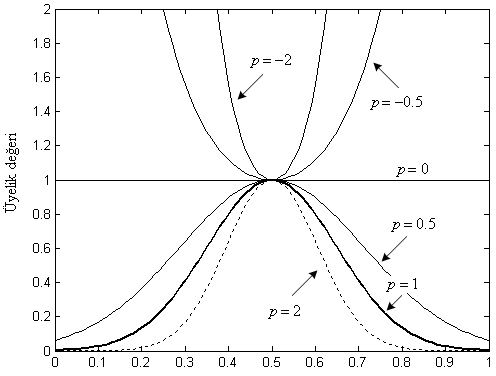 2
1.8
1.6
1.4
1.2
1
0.8
0.6
0.4
0.2
0
Üyelik değeri
p = −2
p = −0.5
p = 0
p = 0.5
p = 1
p = 2
0 0.1 0.2 0.3 0.4 0.5 0.6 0.7 0.8 0.9 1